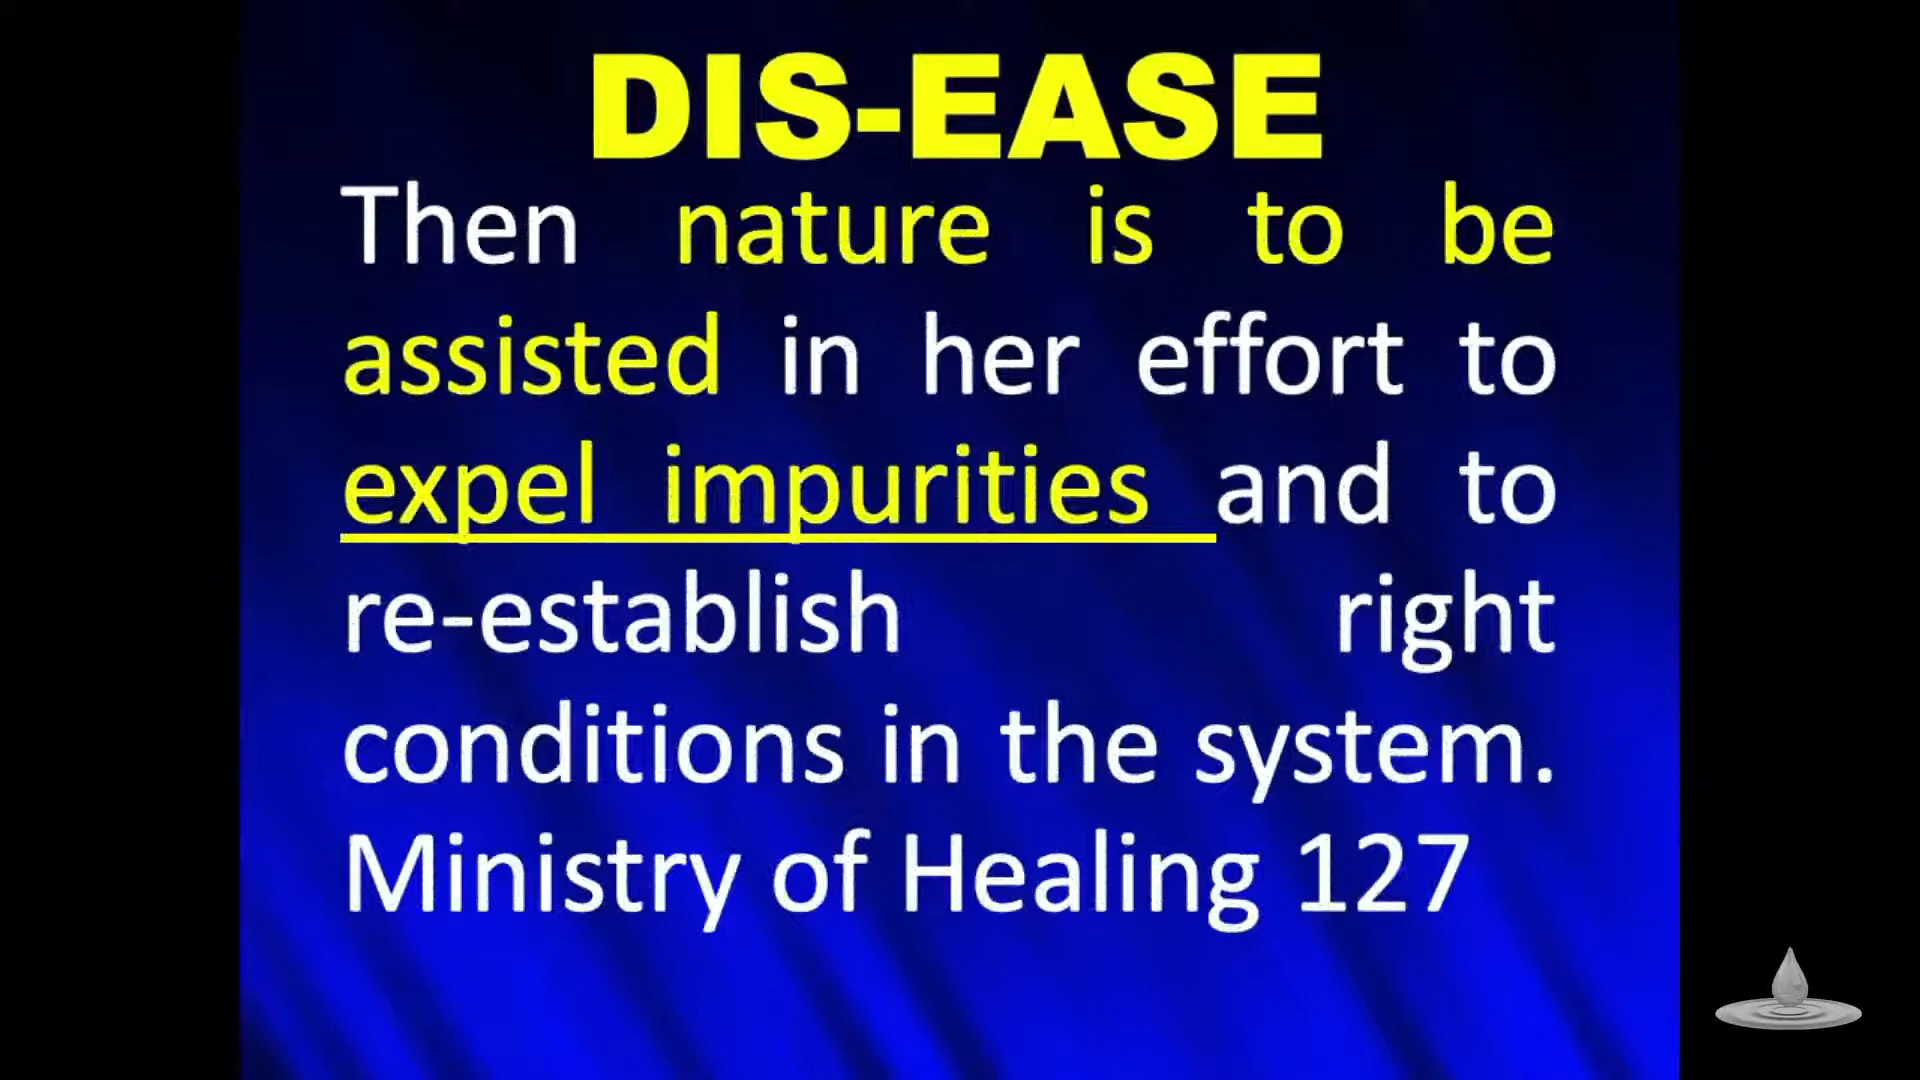 DIS-EASE
Then nature is to be
assisted in her effort to
expel impurities and to
re-establish right
conditions in the system.
Ministry of Healing 127